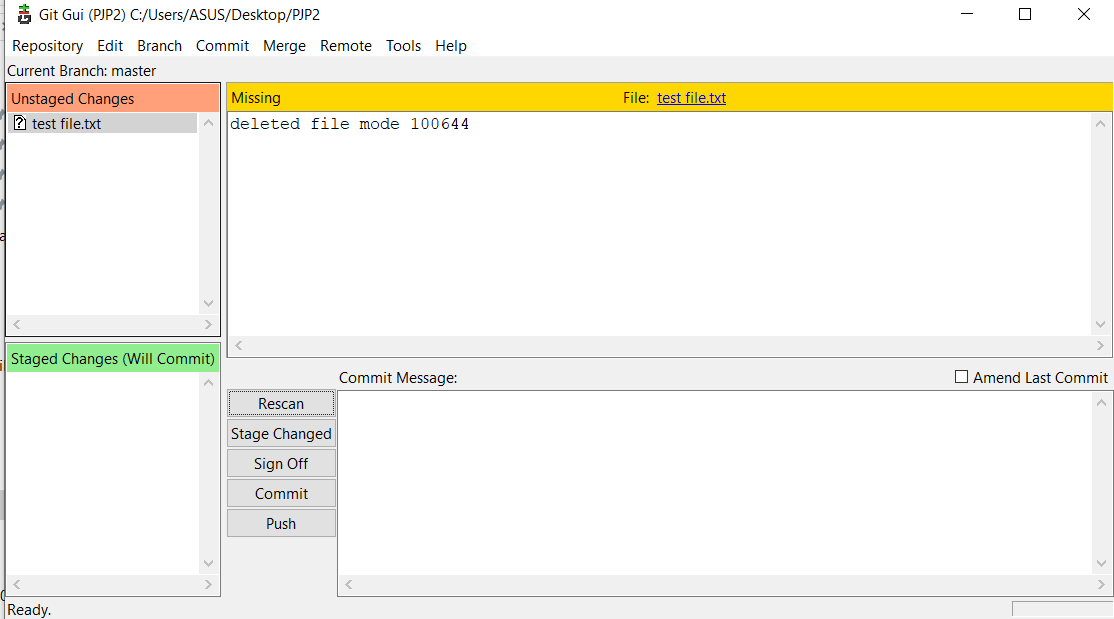 Git Gui (PJP2) C:/Users/ASUS/Desktop/PJP2
Repository Edit Branch Commit Merge Remote Tools Help
Current Branch: master
Unstaged Changes
test file.txt
Missing File: test file.txt
deleted file mode 100644
Staged Changes (Will Commit)
Commit Message: Amend Last Commit
Rescan
Stage Changed
Sign Off
Commit
Push
Ready.